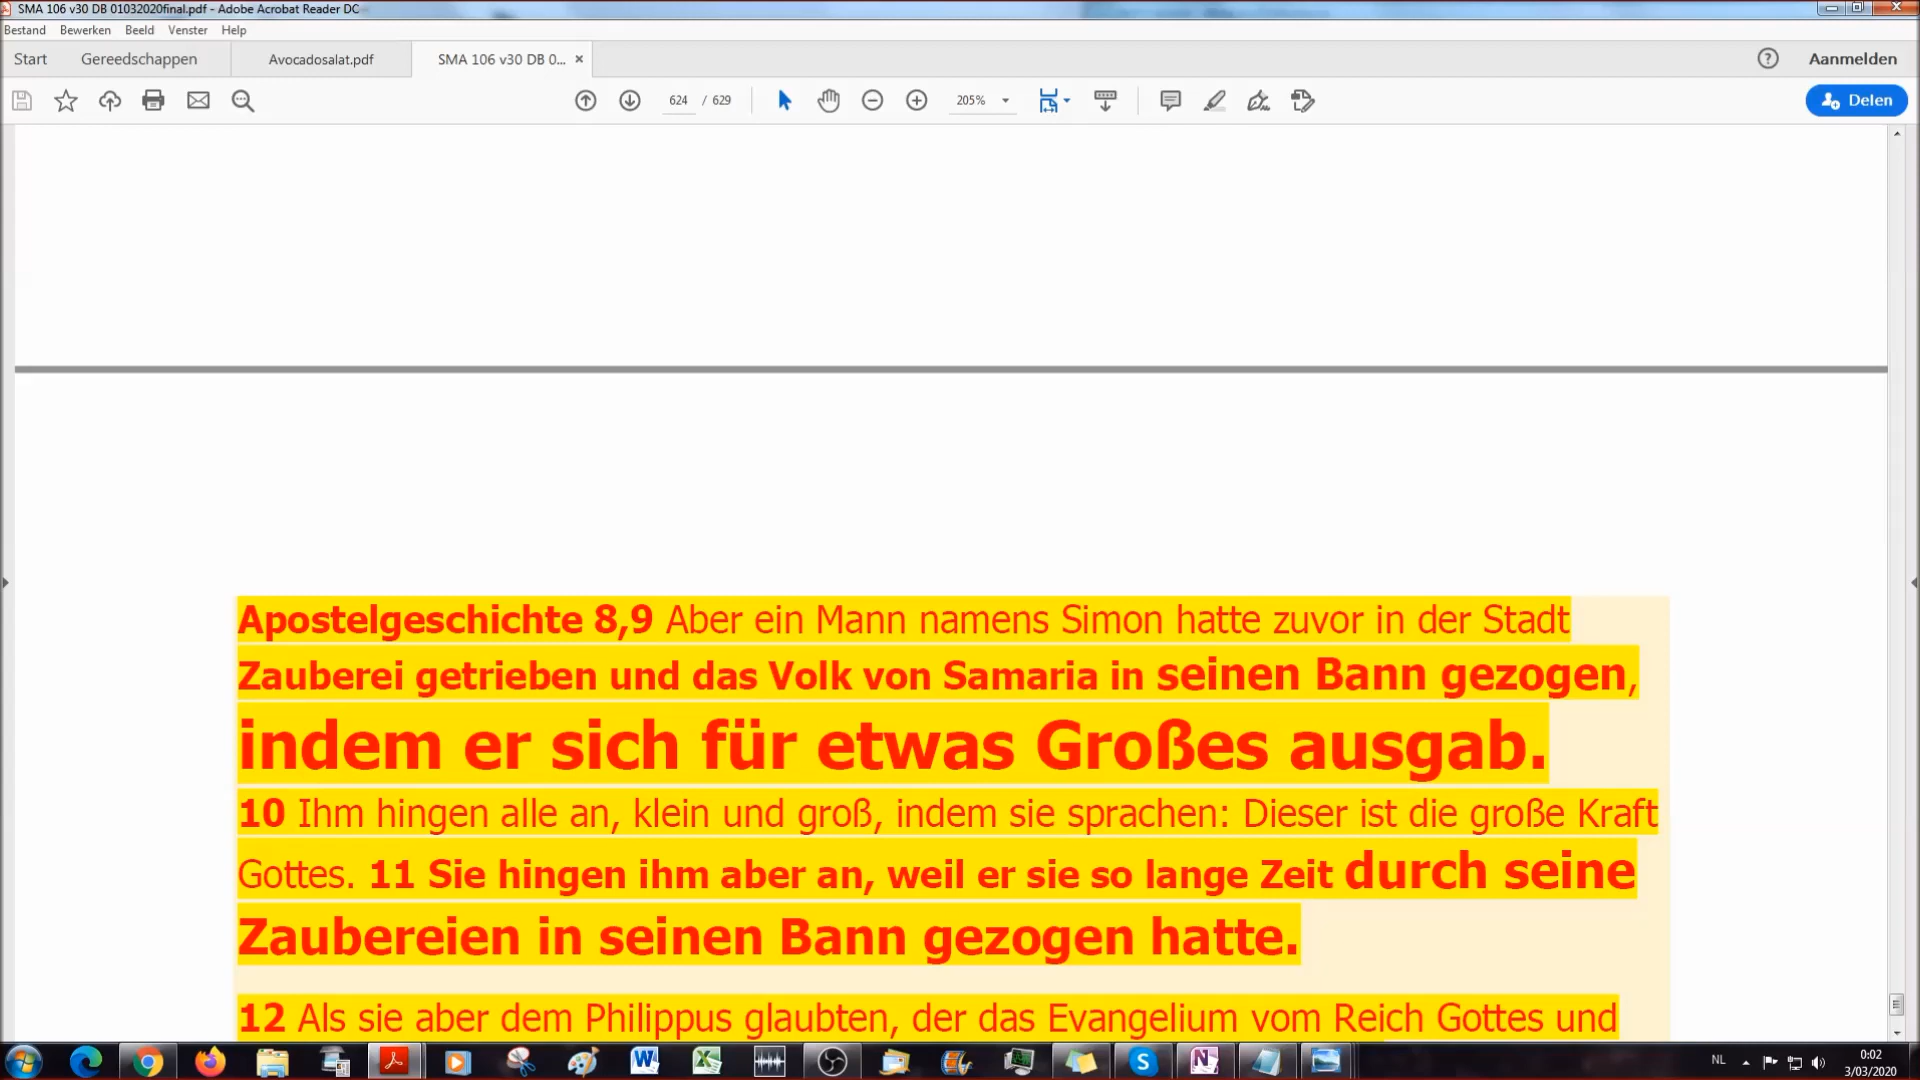 SMA 106 v30 DB 01032020final.pdf - Adobe Acrobat Reader DC
Bestand Bewerken Beeld Venster Help
Start Gereedschappen Avocadosalat.pdf SMA 106 v30 DB 0... × ? Aanmelden
624 / 629 205% Delen
Apostelgeschichte 8,9 Aber ein Mann namens Simon hatte zuvor in der Stadt
Zauberei getrieben und das Volk von Samaria in seinen Bann gezogen,
indem er sich für etwas Großes ausgab.
10 Ihm hingen alle an, klein und groß, indem sie sprachen: Dieser ist die große Kraft
Gottes. 11 Sie hingen ihm aber an, weil er sie so lange Zeit durch seine
Zaubereien in seinen Bann gezogen hatte.
12 Als sie aber dem Philippus glaubten, der das Evangelium vom Reich Gottes und
NL 0:02
3/03/2020